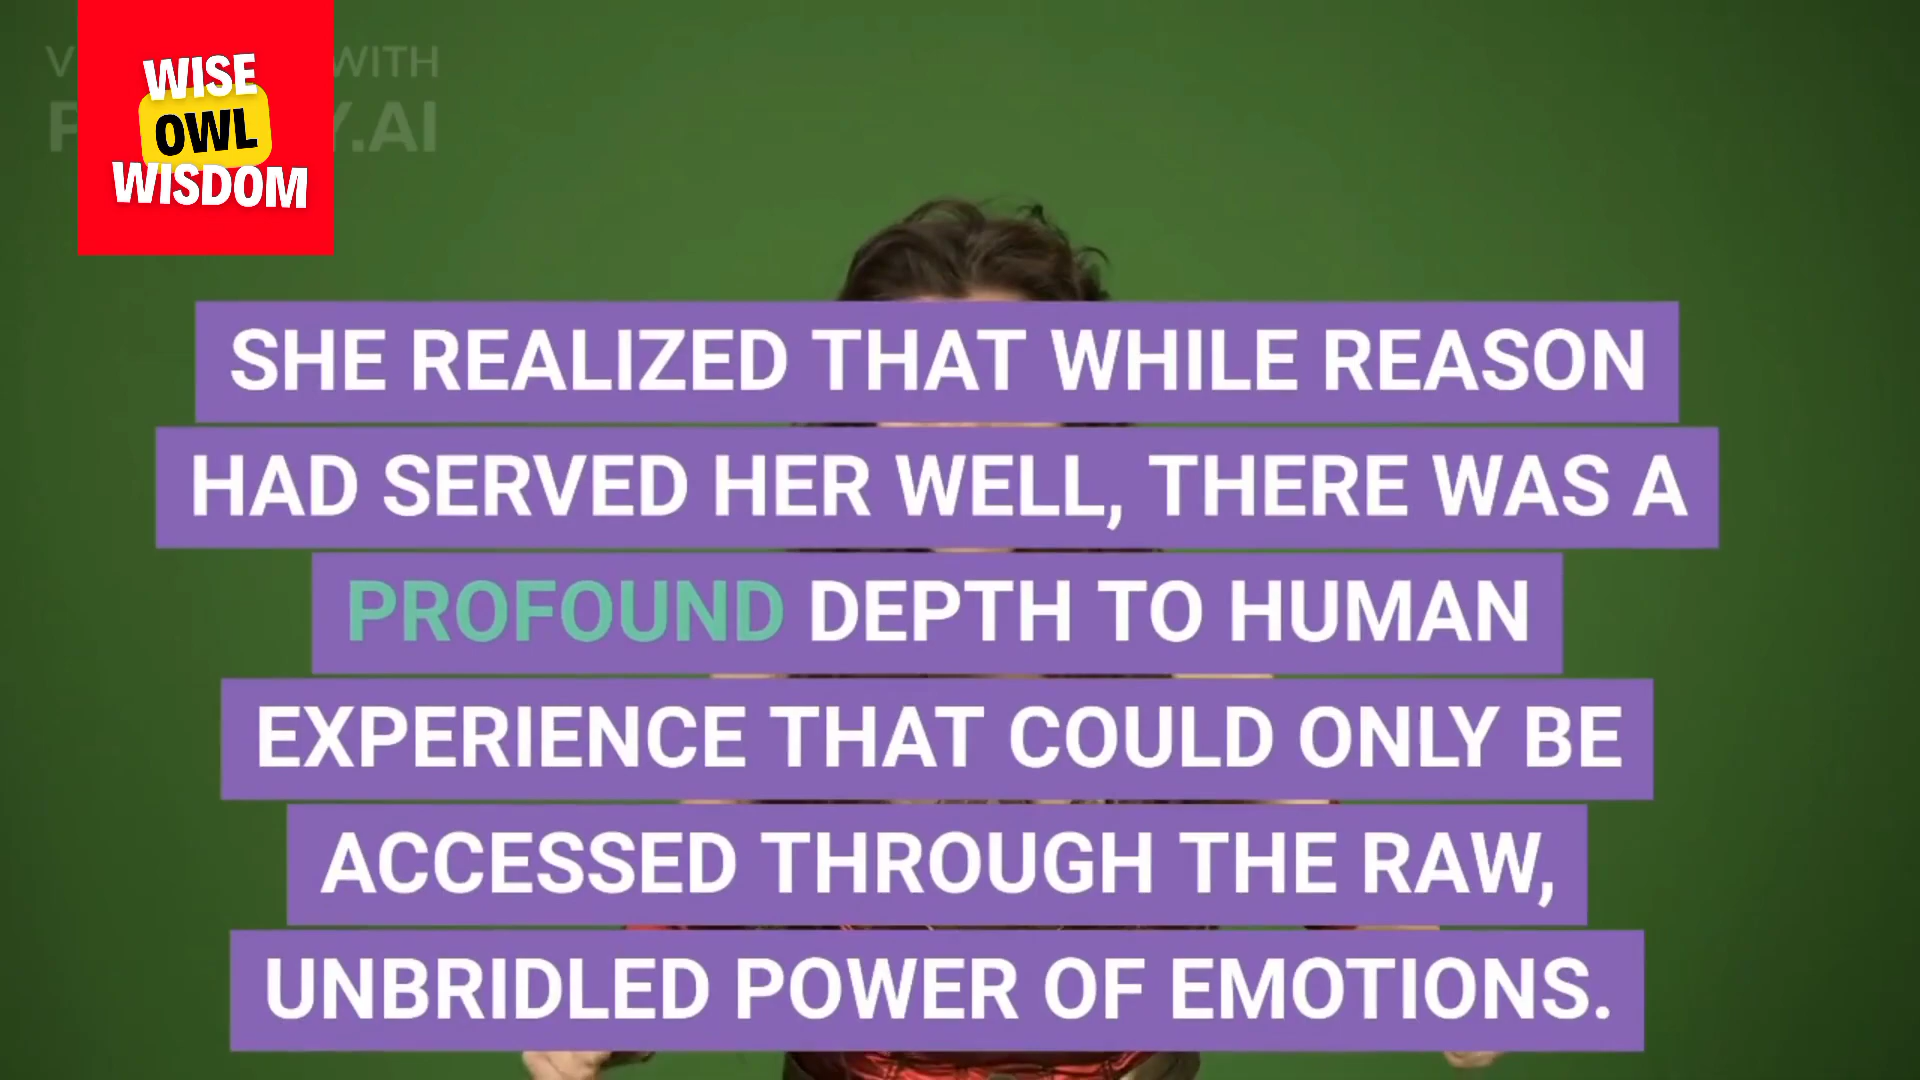 WITH
Y.AI
WISE
OWL
WISDOM
SHE REALIZED THAT WHILE REASON
HAD SERVED HER WELL, THERE WAS A
PROFOUND DEPTH TO HUMAN
EXPERIENCE THAT COULD ONLY BE
ACCESSED THROUGH THE RAW,
UNBRIDLED POWER OF EMOTIONS.